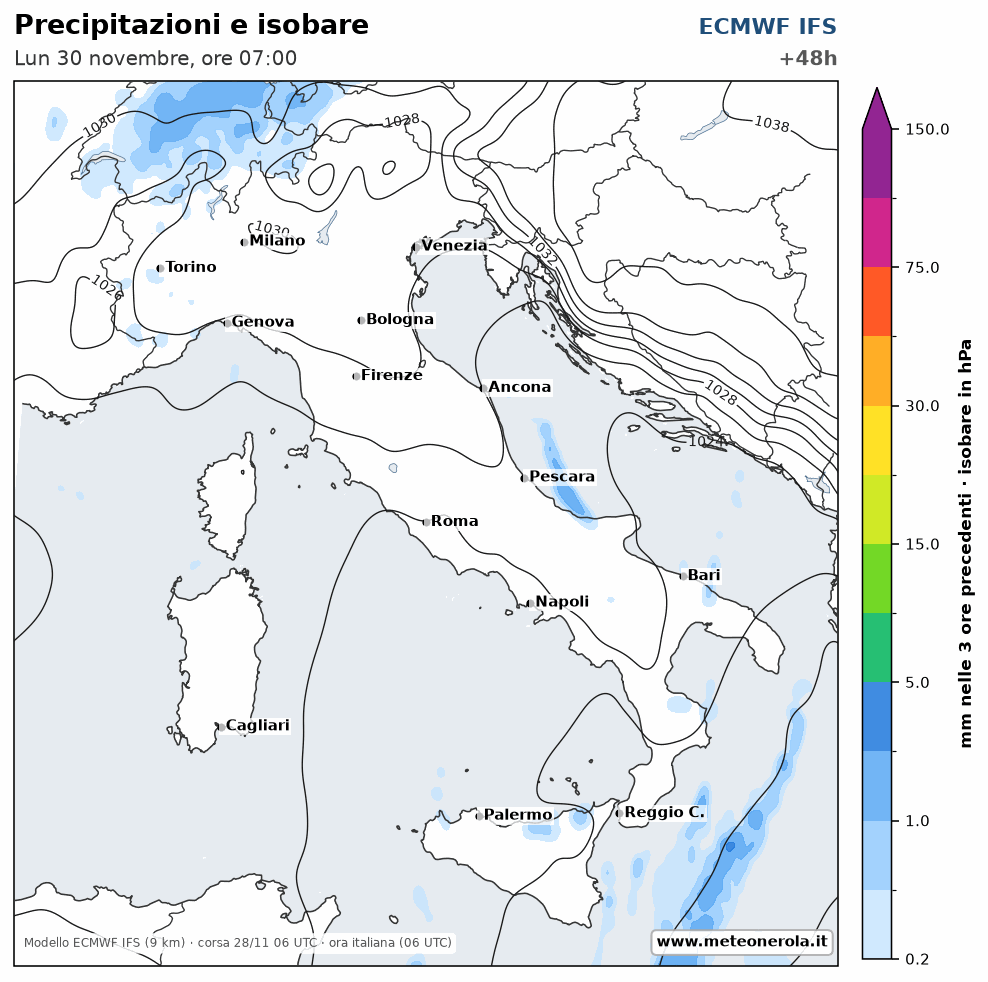 Precipitazioni e isobare
ECMWF IFS
Lun 30 novembre, ore 07:00
+48h
1030
1028
1038
1030
1032
Milano
Venezia
Torino
1026
Genova
Bologna
Firenze
Ancona
1028
1024
Pescara
Roma
Bari
Napoli
Cagliari
Palermo
Reggio C.
Modello ECMWF IFS (9 km) · corsa 28/11 06 UTC · ora italiana (06 UTC)
www.meteonerola.it
150.0
75.0
30.0
15.0
5.0
1.0
0.2
mm nelle 3 ore precedenti · isobare in hPa